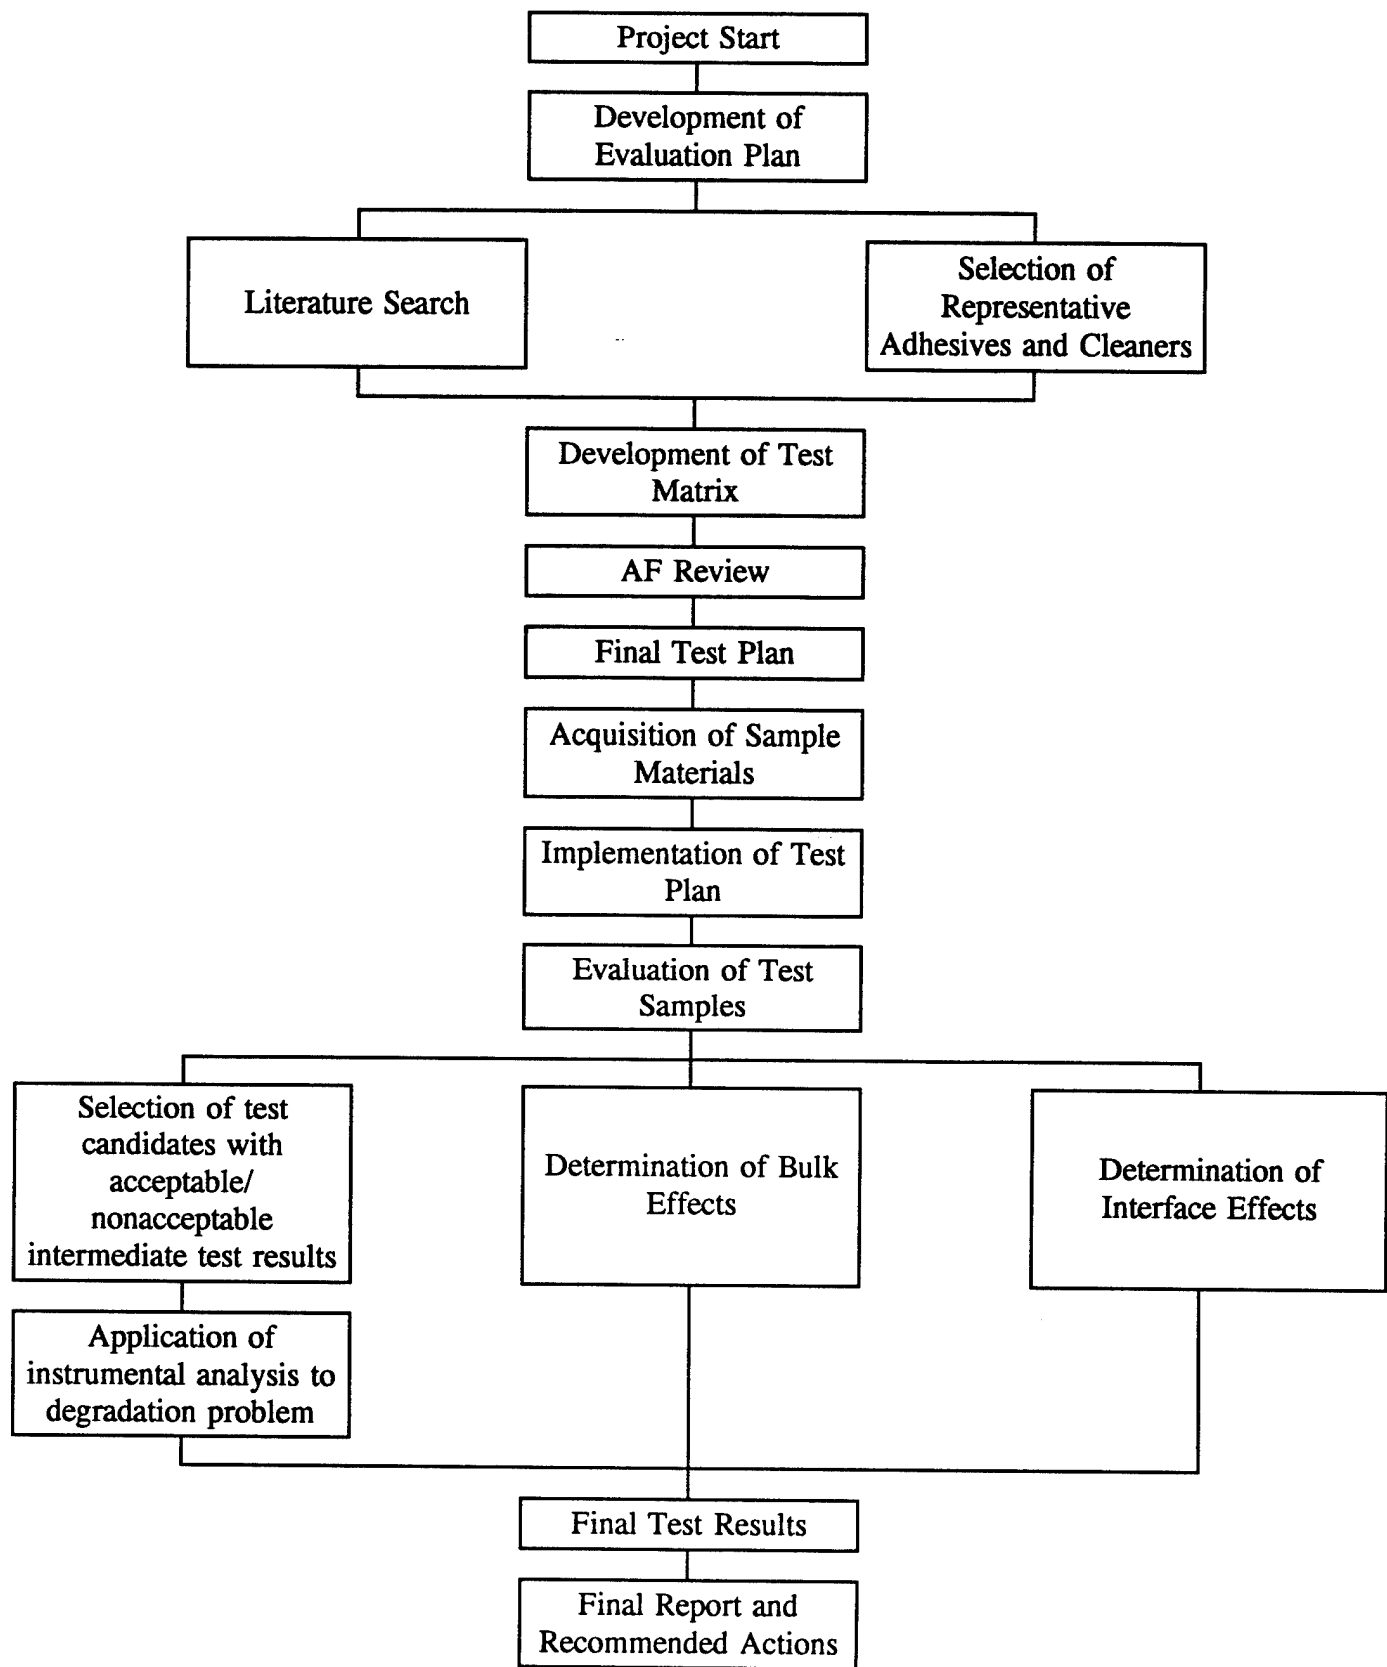 Project Start
Development of
Evaluation Plan
Literature Search
Selection of
Representative
Adhesives and Cleaners
Development of Test
Matrix
AF Review
Final Test Plan
Acquisition of Sample
Materials
Implementation of Test
Plan
Evaluation of Test
Samples
Selection of test
candidates with
acceptable/
nonacceptable
intermediate test results
Determination of Bulk
Effects
Determination of
Interface Effects
Application of
instrumental analysis to
degradation problem
Final Test Results
Final Report and
Recommended Actions